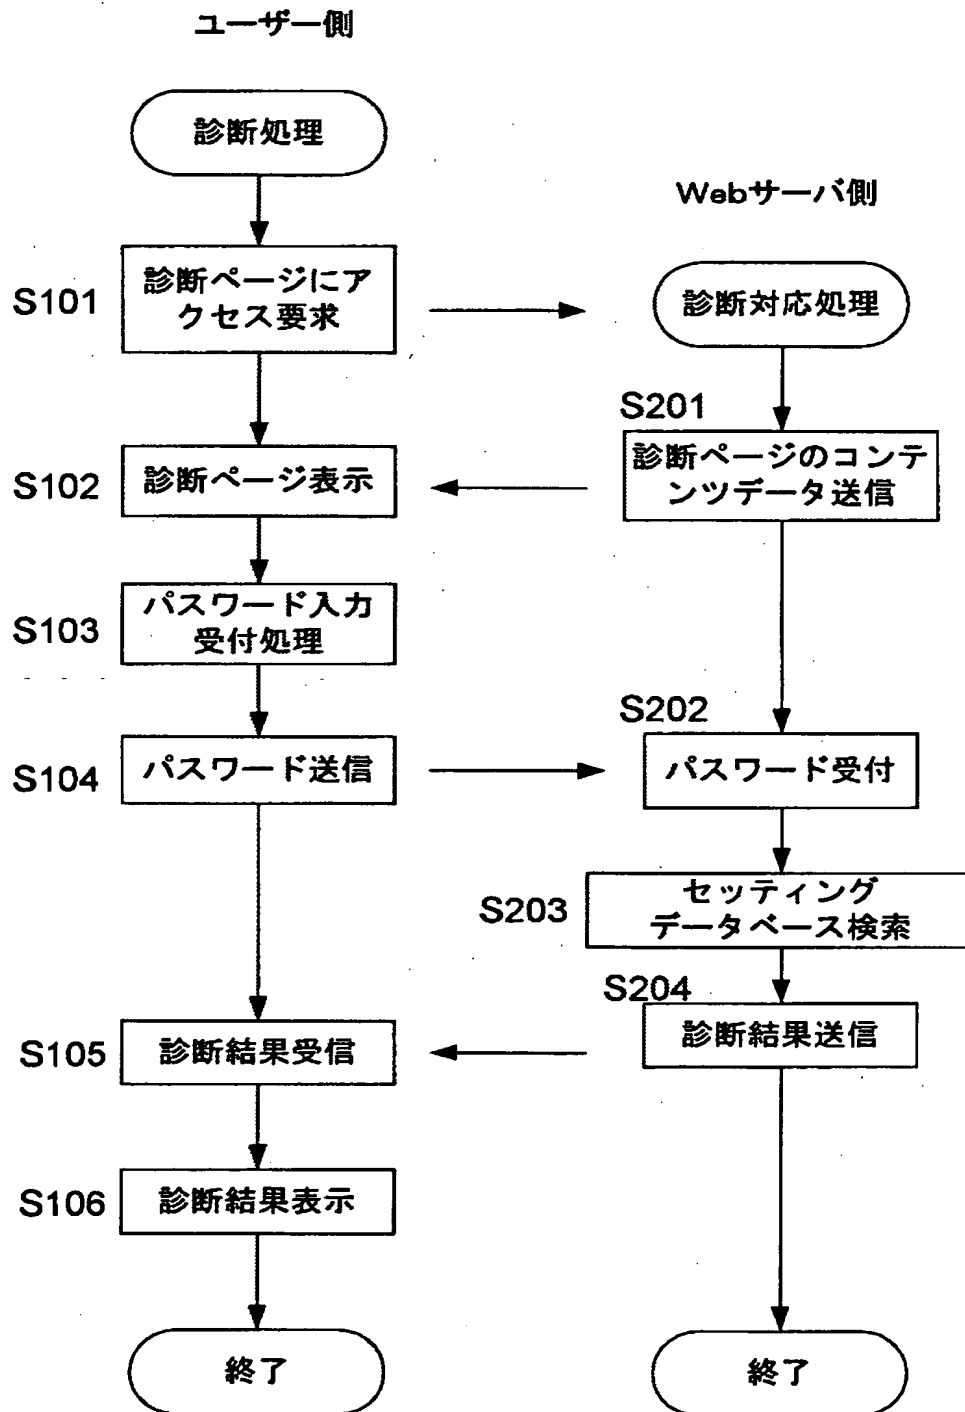 ユーザー側
診断処理
Webサーバ側
S101
診断ページにア
クセス要求
診断対応処理
S201
診断ページのコンテ
ンツデータ送信
S102
診断ページ表示
S103
パスワード入力
受付処理
S202
パスワード受付
S104
パスワード送信
S203
セッティング
データベース検索
S204
診断結果送信
S105
診断結果受信
S106
診断結果表示
終了
終了